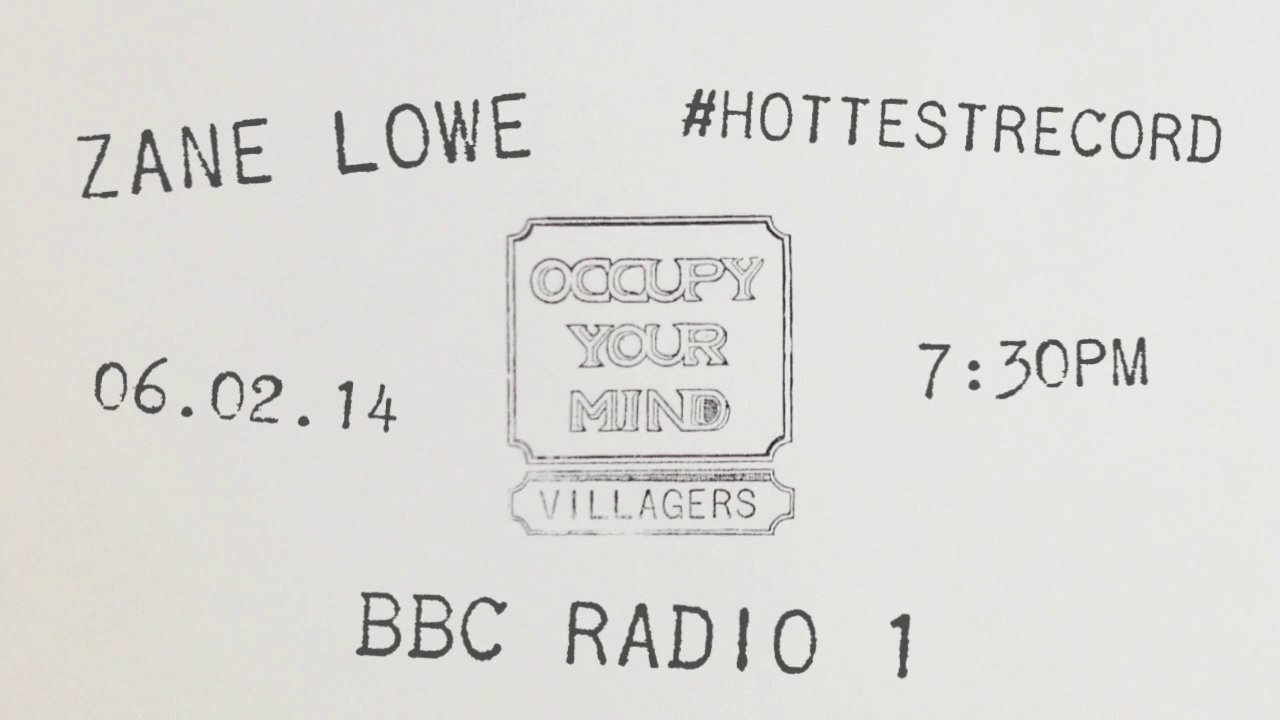 ZANE LOWE
#HOTTESTRECORD
OCCUPY
YOUR
MIND
06.02.14
7:30PM
VILLAGERS
BBC RADIO 1